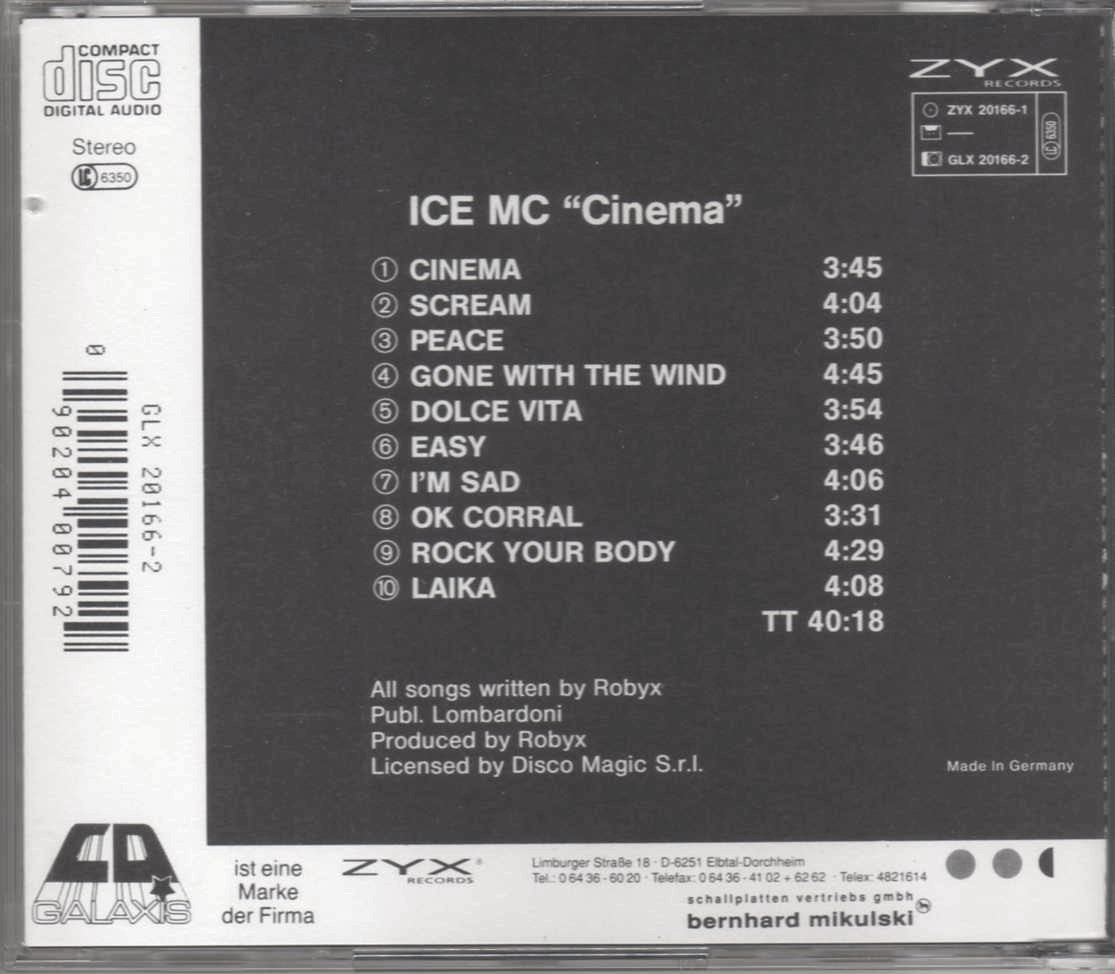 COMPACT
disc
DIGITAL AUDIO
Stereo
LC 6350
ZYX
RECORDS
ZYX 20166-1
—
GLX 20166-2
LC 6350
ICE MC “Cinema”
① CINEMA 3:45
② SCREAM 4:04
③ PEACE 3:50
④ GONE WITH THE WIND 4:45
⑤ DOLCE VITA 3:54
⑥ EASY 3:46
⑦ I'M SAD 4:06
⑧ OK CORRAL 3:31
⑨ ROCK YOUR BODY 4:29
⑩ LAIKA 4:08
TT 40:18
All songs written by Robyx
Publ. Lombardoni
Produced by Robyx
Licensed by Disco Magic S.r.l.
Made In Germany
GLX 20166-2
0 90204 00792
CD
GALAXIS
ist eine
Marke
der Firma
ZYX®
RECORDS
Limburger Straße 18 · D-6251 Elbtal-Dorchheim
Tel.: 0 64 36 - 60 20 · Telefax: 0 64 36 - 41 02 + 62 62 · Telex: 4821614
schallplatten vertriebs gmbh
bernhard mikulski